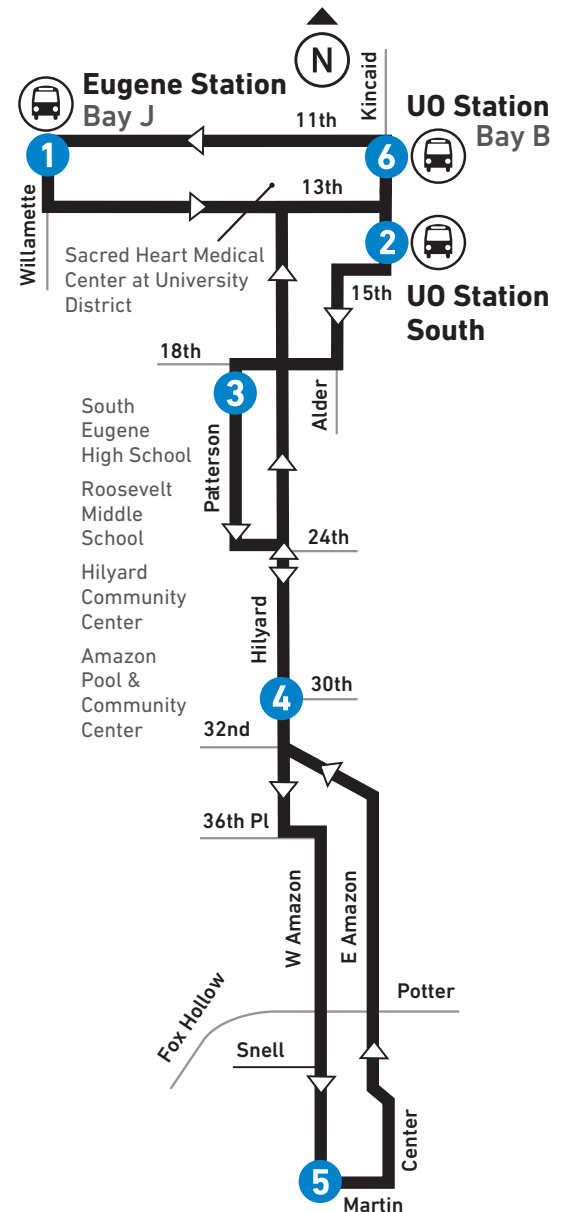 N
Kincaid
Eugene Station
Bay J
UO Station
Bay B
11th
1
6
13th
Willamette
2
Sacred Heart Medical
Center at University
District
15th
UO Station
South
18th
3
Alder
South
Eugene
High School
Patterson
Roosevelt
Middle
School
24th
Hilyard
Community
Center
Hilyard
Amazon
Pool &
Community
Center
4
30th
32nd
36th Pl
W Amazon
E Amazon
Potter
Fox Hollow
Snell
Center
5
Martin